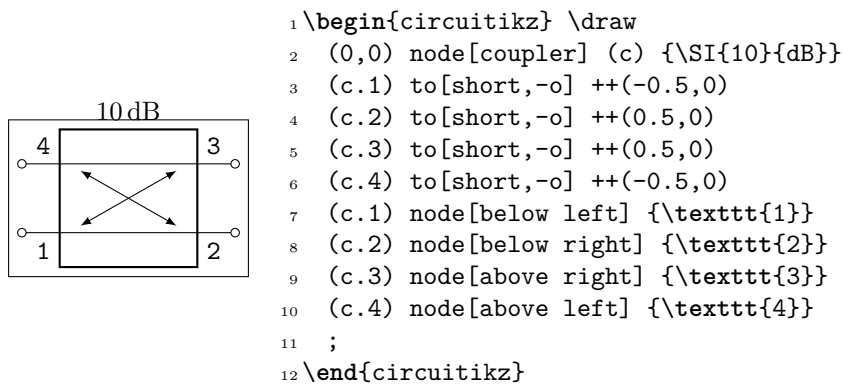 10 dB
4 3
1 2
1 \begin{circuitikz} \draw
2 (0,0) node[coupler] (c) {\SI{10}{dB}}
3 (c.1) to[short,-o] ++(-0.5,0)
4 (c.2) to[short,-o] ++(0.5,0)
5 (c.3) to[short,-o] ++(0.5,0)
6 (c.4) to[short,-o] ++(-0.5,0)
7 (c.1) node[below left] {\texttt{1}}
8 (c.2) node[below right] {\texttt{2}}
9 (c.3) node[above right] {\texttt{3}}
10 (c.4) node[above left] {\texttt{4}}
11 ;
12 \end{circuitikz}